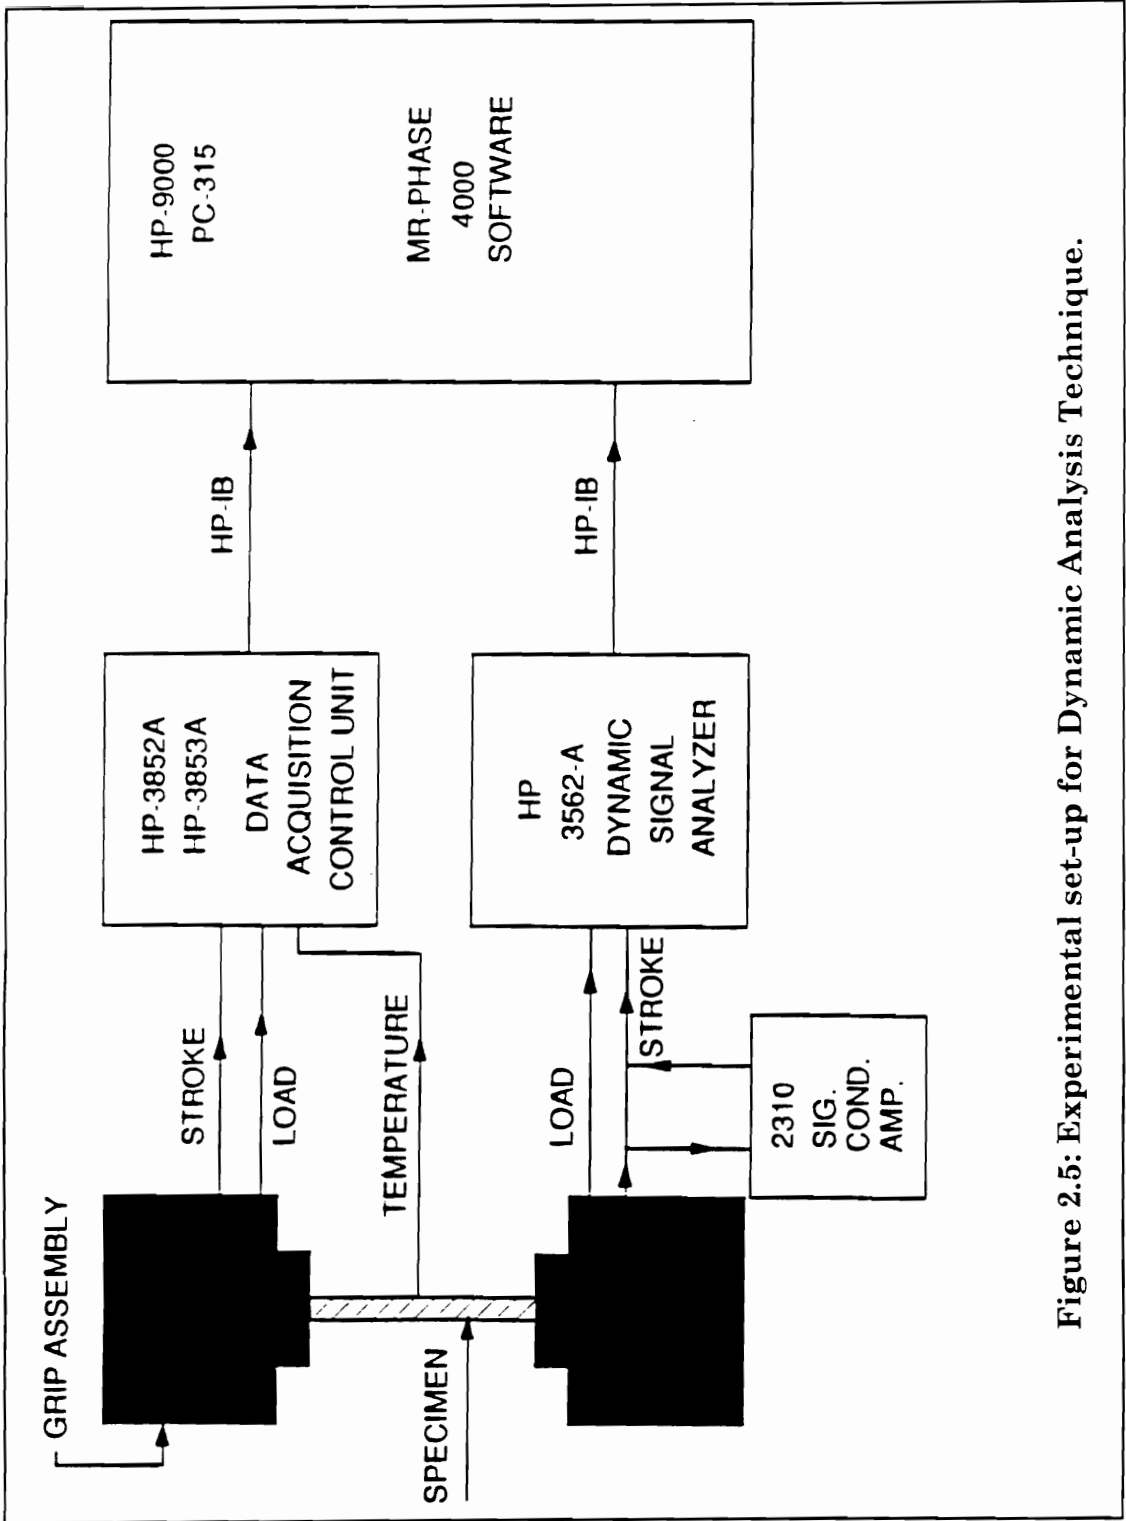 GRIP ASSEMBLY
SPECIMEN
STROKE
LOAD
TEMPERATURE
HP-3852A
HP-3853A
DATA
ACQUISITION
CONTROL UNIT
HP-IB
HP-9000
PC-315
MR-PHASE
4000
SOFTWARE
LOAD
STROKE
HP
3562-A
DYNAMIC
SIGNAL
ANALYZER
HP-IB
2310
SIG.
COND.
AMP.
Figure 2.5: Experimental set-up for Dynamic Analysis Technique.